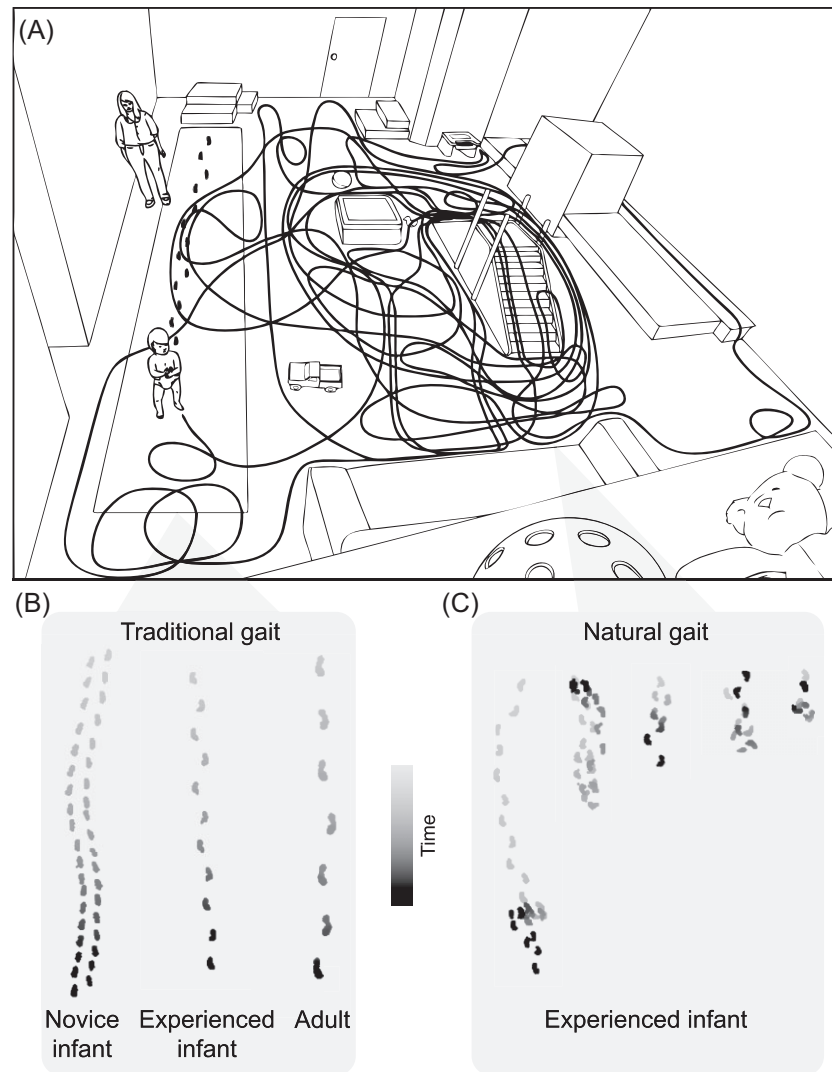 (A)
(B)
Traditional gait
Novice
infant
Experienced
infant
Adult
Time
(C)
Natural gait
Experienced infant